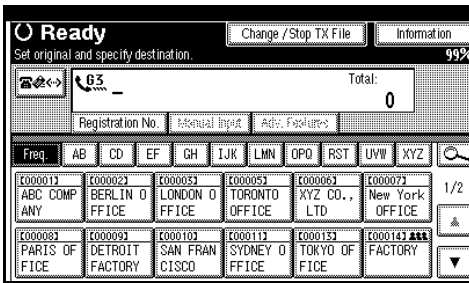 Ready
Change / Stop TX File
Information
Set original and specify destination.
99%
G3 _
Total:
0
Registration No.
Manual Input
Adv. Features
Freq.
AB
CD
EF
GH
IJK
LMN
OPQ
RST
UVW
XYZ
[00001] [00002] [00003] [00005] [00006] [00007]
ABC COMP BERLIN O LONDON O TORONTO XYZ CO., New York
ANY FFICE FFICE OFFICE LTD OFFICE
1/2
[00008] [00009] [00010] [00011] [00013] [00014]
PARIS OF DETROIT SAN FRAN SYDNEY O TOKYO OF FACTORY
FICE FACTORY CISCO FFICE FICE